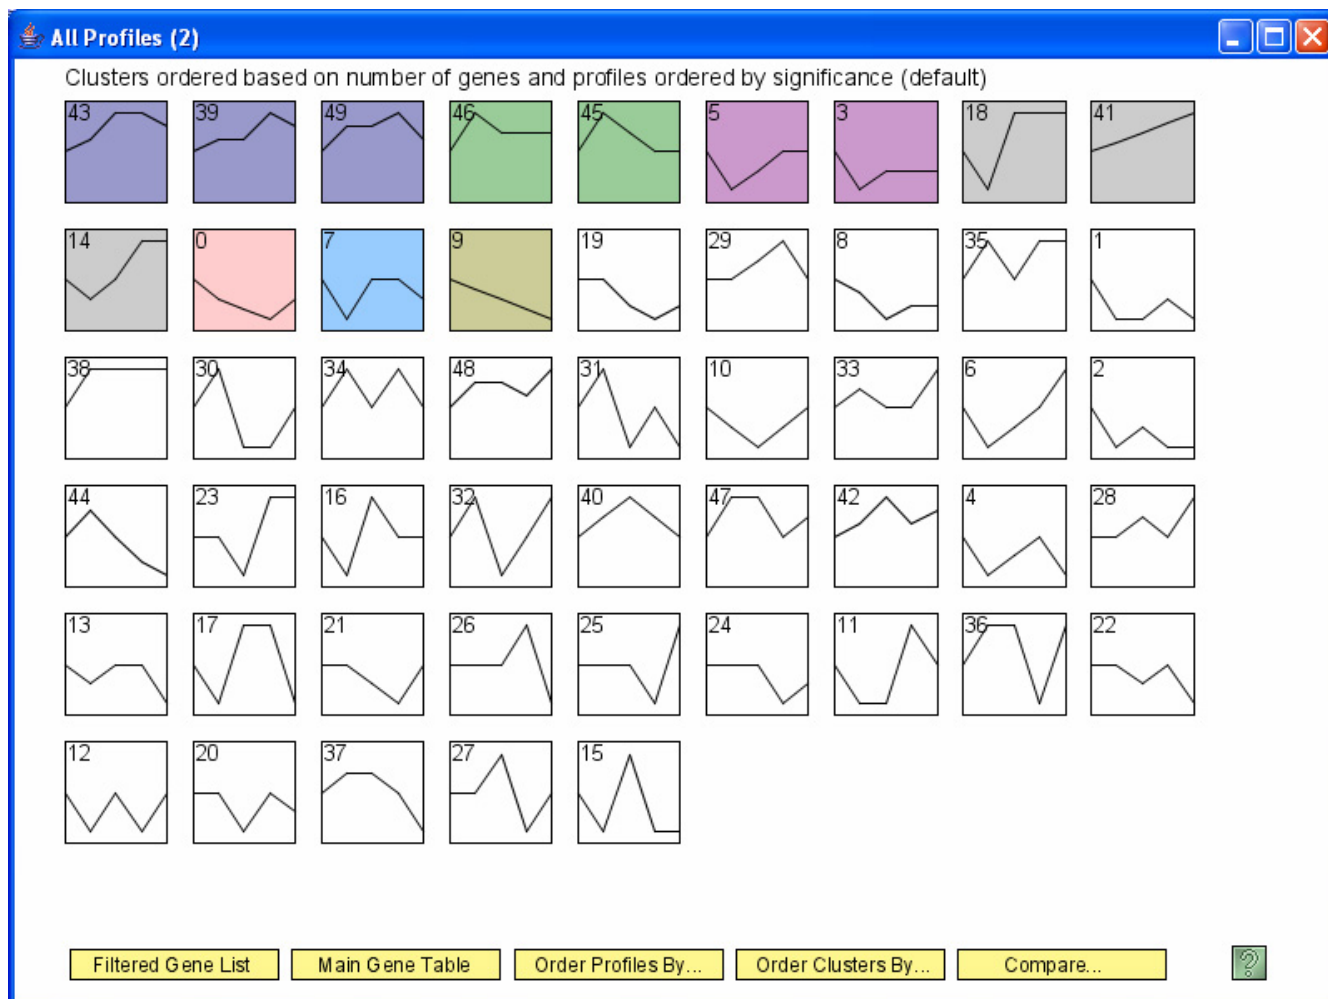 All Profiles (2)
Clusters ordered based on number of genes and profiles ordered by significance (default)
43 39 49 46 45 5 3 18 41
14 0 7 9 19 29 8 35 1
38 30 34 48 31 10 33 6 2
44 23 16 32 40 47 42 4 28
13 17 21 26 25 24 11 36 22
12 20 37 27 15
Filtered Gene List Main Gene Table Order Profiles By... Order Clusters By... Compare... ?